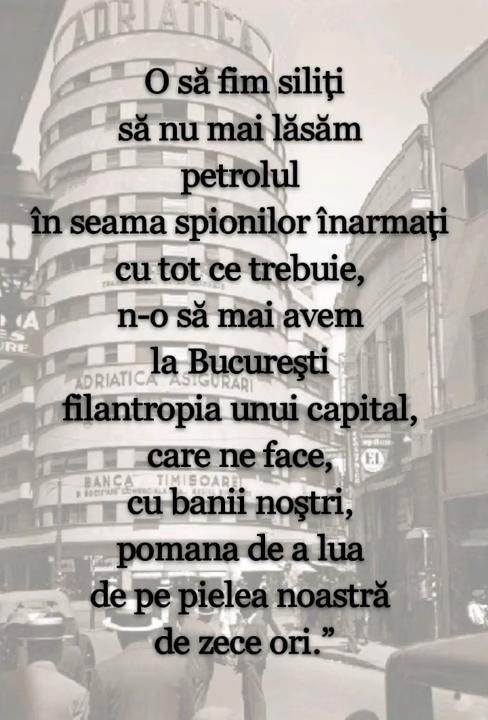 ADRIATICA
O să fim siliţi
să nu mai lăsăm
petrolul
în seama spionilor înarmaţi
cu tot ce trebuie,
n-o să mai avem
la Bucureşti
ADRIATICA ASIGURARI
filantropia unui capital,
care ne face,
BANCA TIMISOAREI
cu banii noştri,
pomana de a lua
de pe pielea noastră
de zece ori.”